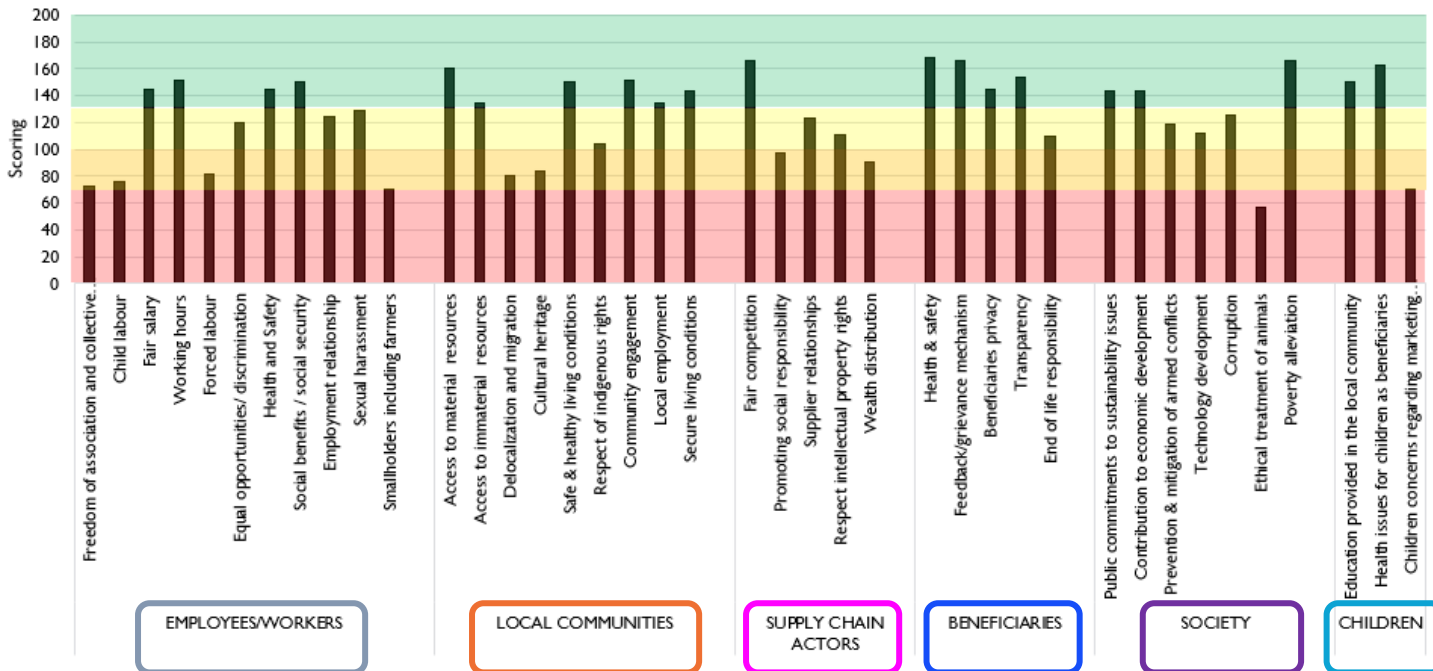 200
180
160
140
120
100
80
60
40
20
0
Scoring
Freedom of association and collective…
Child labour
Fair salary
Working hours
Forced labour
Equal opportunities/ discrimination
Health and Safety
Social benefits / social security
Employment relationship
Sexual harassment
Smallholders including farmers
Access to material resources
Access to immaterial resources
Delocalization and migration
Cultural heritage
Safe & healthy living conditions
Respect of indigenous rights
Community engagement
Local employment
Secure living conditions
Fair competition
Promoting social responsibility
Supplier relationships
Respect intellectual property rights
Wealth distribution
Health & safety
Feedback/grievance mechanism
Beneficiaries privacy
Transparency
End of life responsibility
Public commitments to sustainability issues
Contribution to economic development
Prevention & mitigation of armed conflicts
Technology development
Corruption
Ethical treatment of animals
Poverty alleviation
Education provided in the local community
Health issues for children as beneficiaries
Children concerns regarding marketing…
EMPLOYEES/WORKERS
LOCAL COMMUNITIES
SUPPLY CHAIN
ACTORS
BENEFICIARIES
SOCIETY
CHILDREN